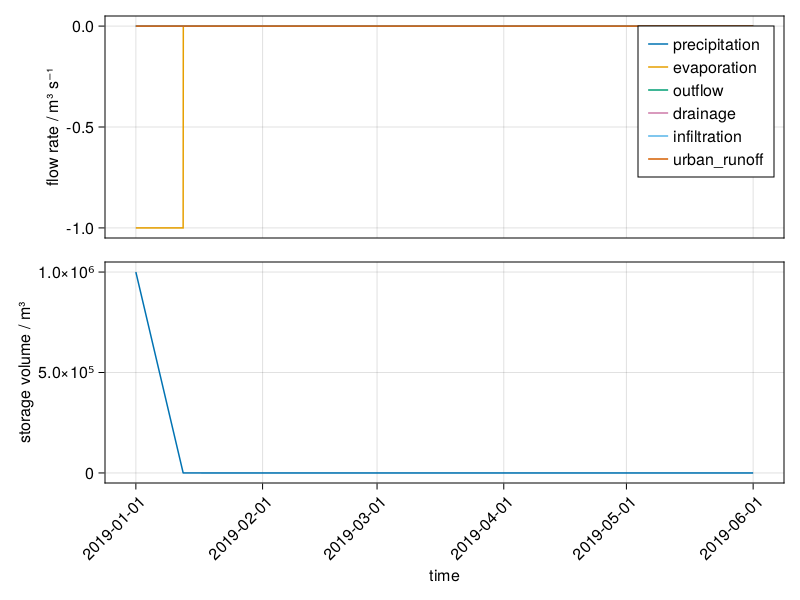 flow rate / m³ s⁻¹
0.0
-0.5
-1.0
precipitation
evaporation
outflow
drainage
infiltration
urban_runoff
storage volume / m³
1.0×10⁶
5.0×10⁵
0
2019-01-01
2019-02-01
2019-03-01
2019-04-01
2019-05-01
2019-06-01
time